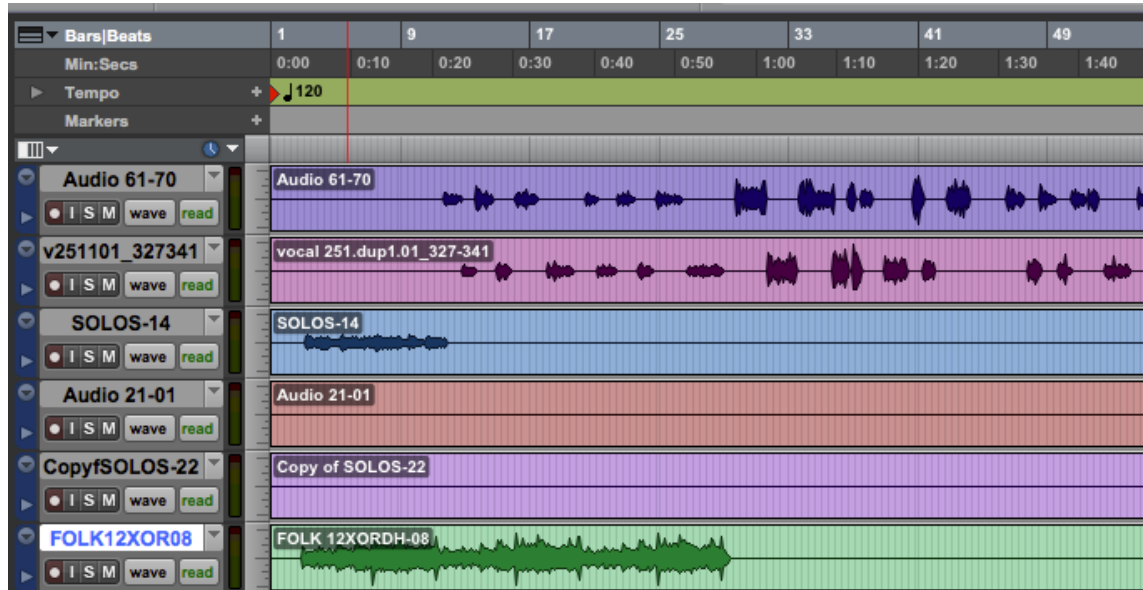 Bars|Beats 1 9 17 25 33 41 49
Min:Secs 0:00 0:10 0:20 0:30 0:40 0:50 1:00 1:10 1:20 1:30 1:40
Tempo + 120
Markers +
Audio 61-70 Audio 61-70
I S M wave read
v251101_327341 vocal 251.dup1.01_327-341
I S M wave read
SOLOS-14 SOLOS-14
I S M wave read
Audio 21-01 Audio 21-01
I S M wave read
CopyfSOLOS-22 Copy of SOLOS-22
I S M wave read
FOLK12XOR08 FOLK 12XORDH-08
I S M wave read